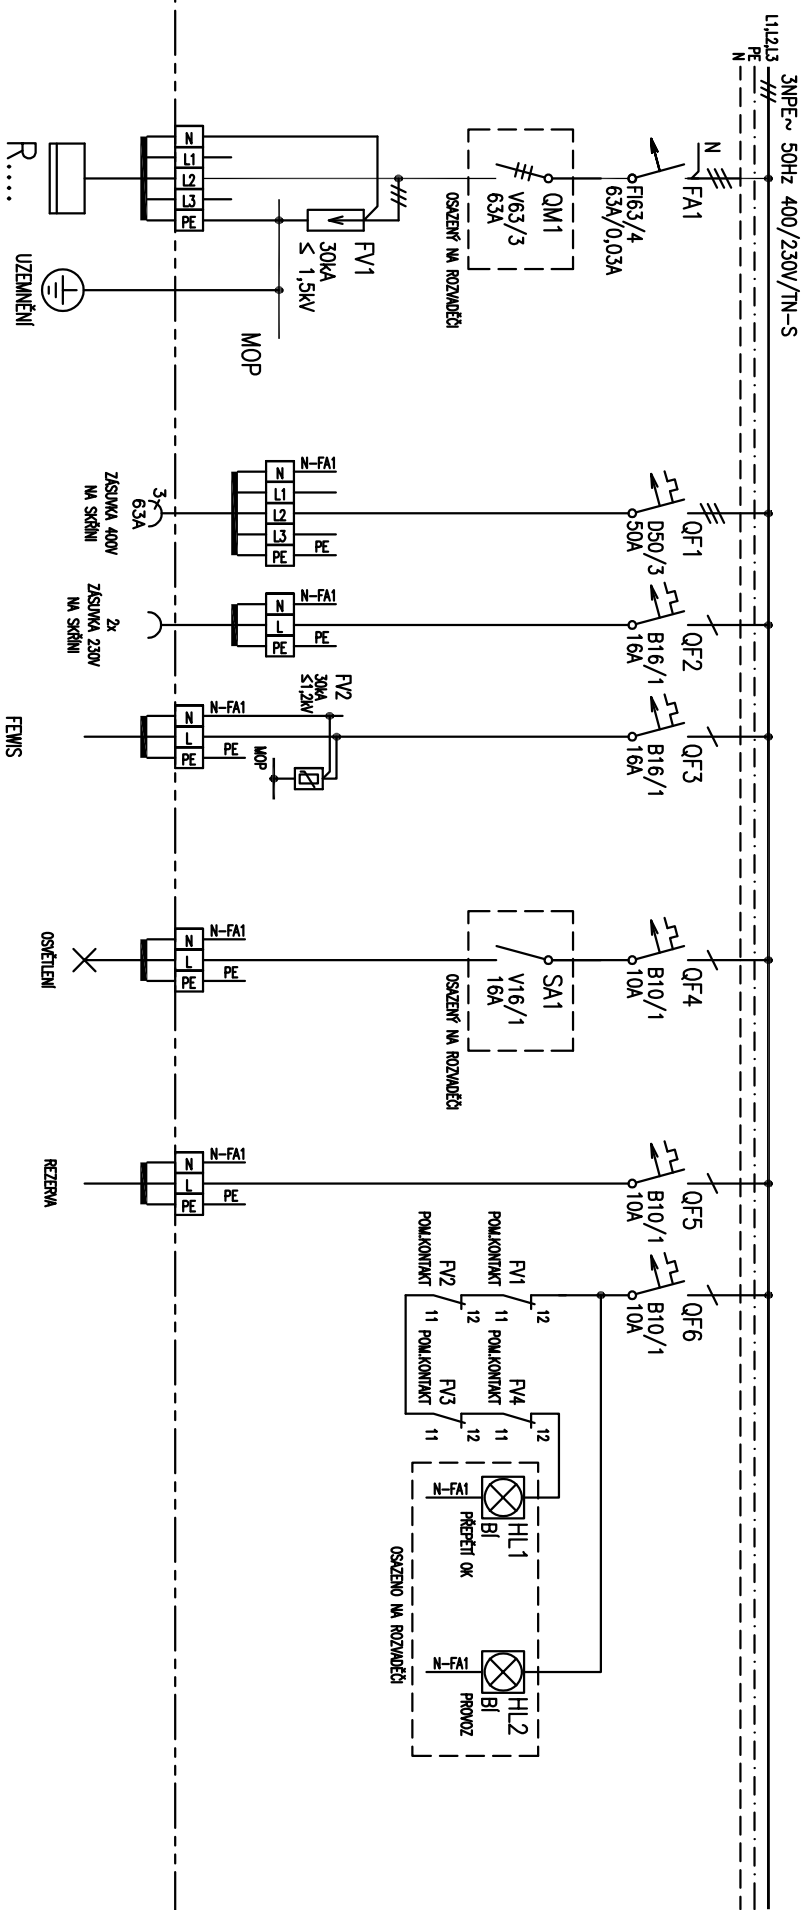 3NPE~ 50Hz 400/230V/TN-S
L1,L2,L3
PE
N
N
FA1
FI63/4
63A/0,03A
QM1
V63/3
63A
OSAZENÝ NA ROZVADĚČI
FV1
30kA
≤ 1,5kV
MOP
N
L1
L2
L3
PE
R....
UZEMNĚNÍ
QF1
D50/3
50A
N-FA1
N
L1
L2
L3
PE
PE
3
63A
ZÁSUVKA 400V
NA SKŘÍNI
QF2
B16/1
16A
N-FA1
N
L
PE
PE
2x
ZÁSUVKA 230V
NA SKŘÍNI
QF3
B16/1
16A
FV2
30kA
≤1,2kV
MOP
N-FA1
N
L
PE
PE
FEWIS
QF4
B10/1
10A
SA1
V16/1
16A
OSAZENÝ NA ROZVADĚČI
N-FA1
N
L
PE
PE
OSVĚTLENÍ
QF5
B10/1
10A
N-FA1
N
L
PE
PE
REZERVA
QF6
B10/1
10A
FV1
POM.KONTAKT
12
11
FV2
POM.KONTAKT
12
11
FV4
POM.KONTAKT
12
11
FV3
POM.KONTAKT
12
11
HL1
BÍ
PŘEPĚTÍ OK
N-FA1
HL2
BÍ
PROVOZ
N-FA1
OSAZENO NA ROZVADĚČI